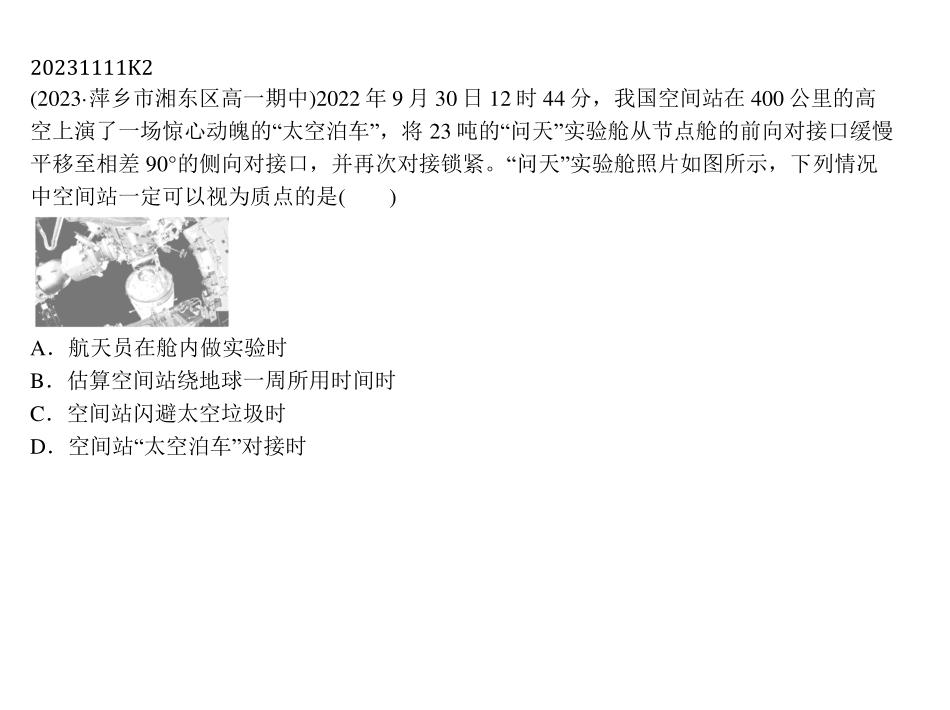 20231111K2
(2023·萍乡市湘东区高一期中)2022 年 9 月 30 日 12 时 44 分，我国空间站在 400 公里的高
空上演了一场惊心动魄的“太空泊车”，将 23 吨的“问天”实验舱从节点舱的前向对接口缓慢
平移至相差 90°的侧向对接口，并再次对接锁紧。“问天”实验舱照片如图所示，下列情况
中空间站一定可以视为质点的是(　　)
A．航天员在舱内做实验时
B．估算空间站绕地球一周所用时间时
C．空间站闪避太空垃圾时
D．空间站“太空泊车”对接时